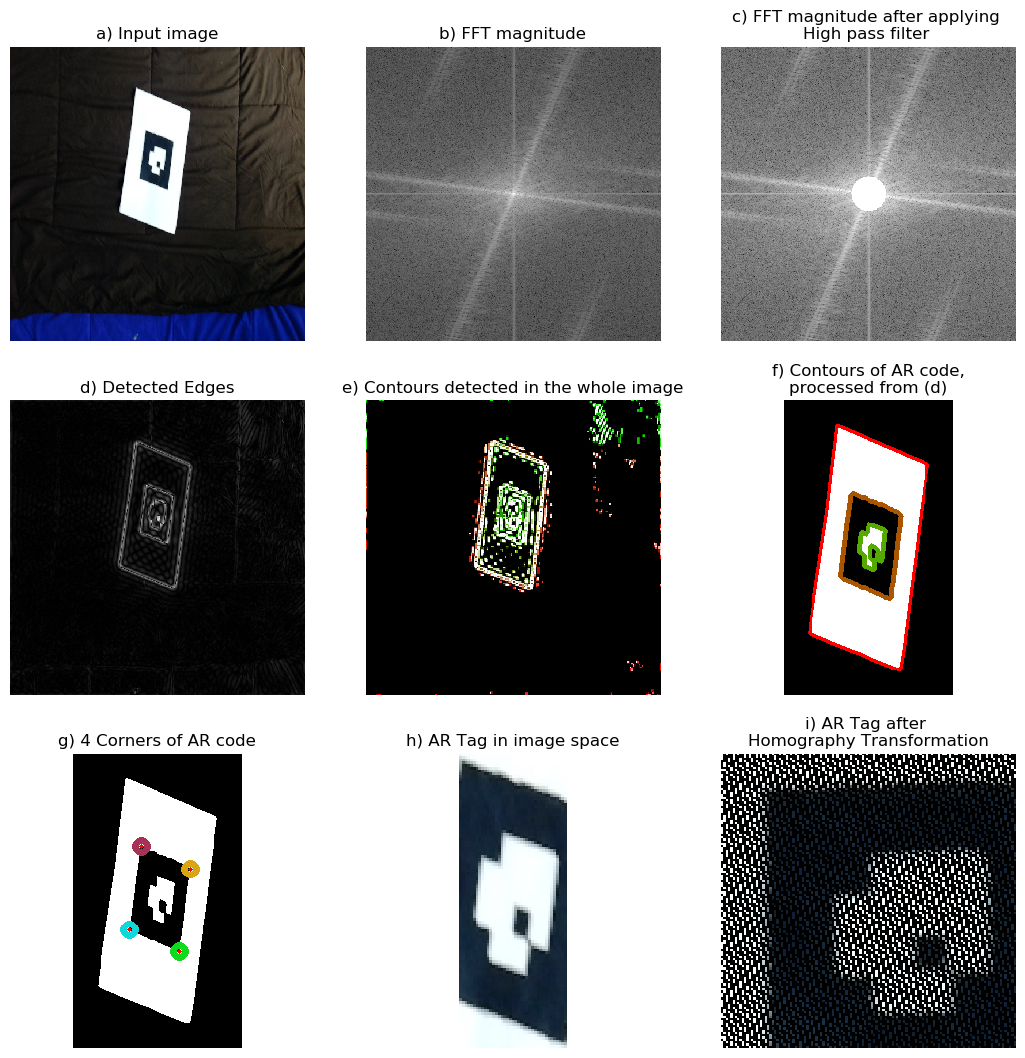 a) Input image
b) FFT magnitude
c) FFT magnitude after applying
High pass filter
d) Detected Edges
e) Contours detected in the whole image
f) Contours of AR code,
processed from (d)
g) 4 Corners of AR code
h) AR Tag in image space
i) AR Tag after
Homography Transformation